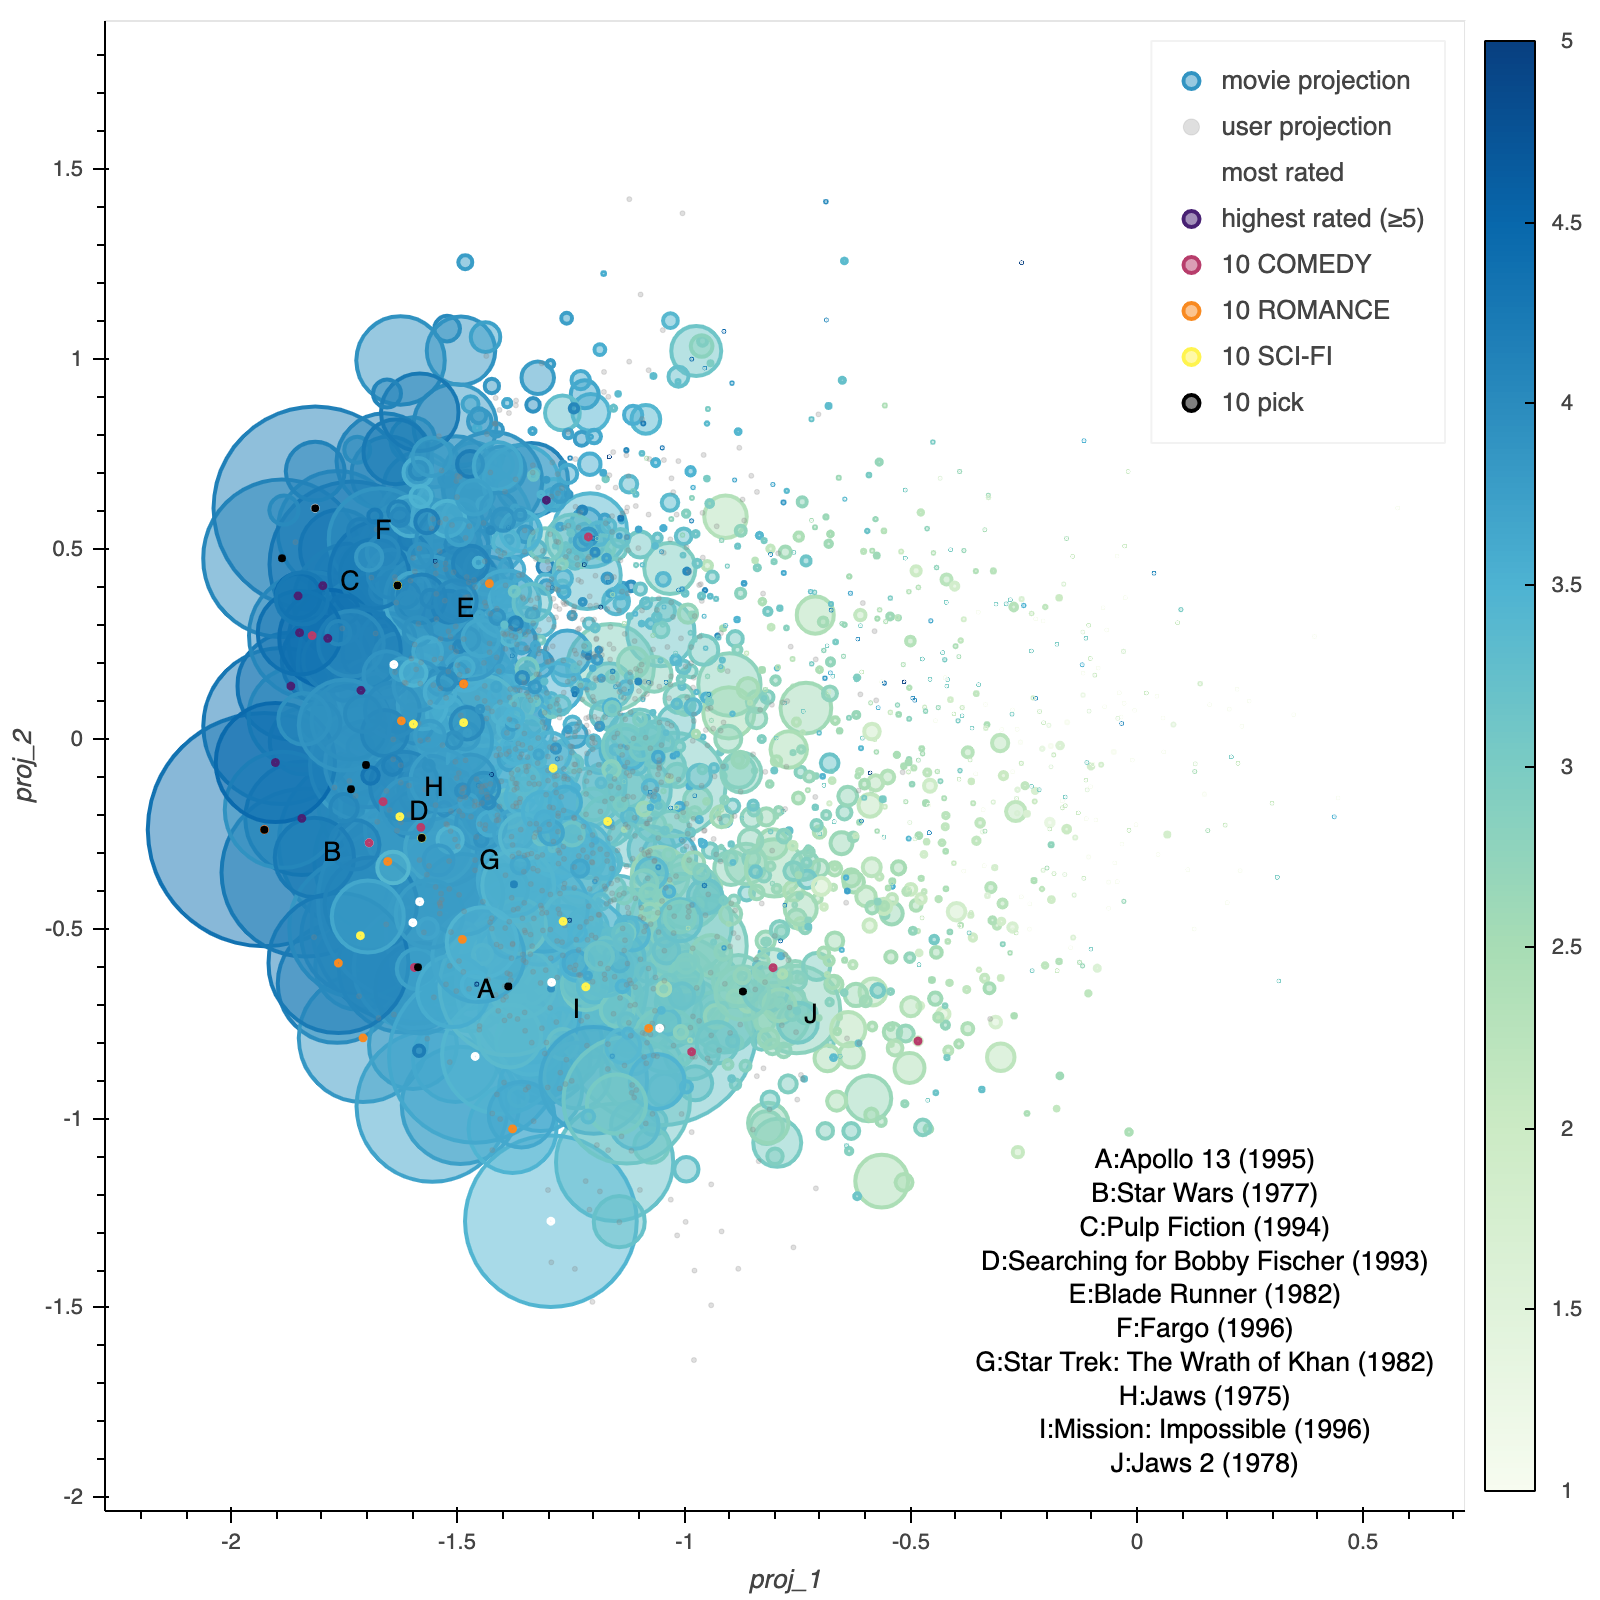 movie projection
user projection
most rated
highest rated (≥5)
10 COMEDY
10 ROMANCE
10 SCI-FI
10 pick
5
4.5
4
3.5
3
2.5
2
1.5
1
1.5
1
0.5
0
-0.5
-1
-1.5
-2
proj_2
F
C
E
H
D
B
G
A
I
J
A:Apollo 13 (1995)
B:Star Wars (1977)
C:Pulp Fiction (1994)
D:Searching for Bobby Fischer (1993)
E:Blade Runner (1982)
F:Fargo (1996)
G:Star Trek: The Wrath of Khan (1982)
H:Jaws (1975)
I:Mission: Impossible (1996)
J:Jaws 2 (1978)
-2
-1.5
-1
-0.5
0
0.5
proj_1